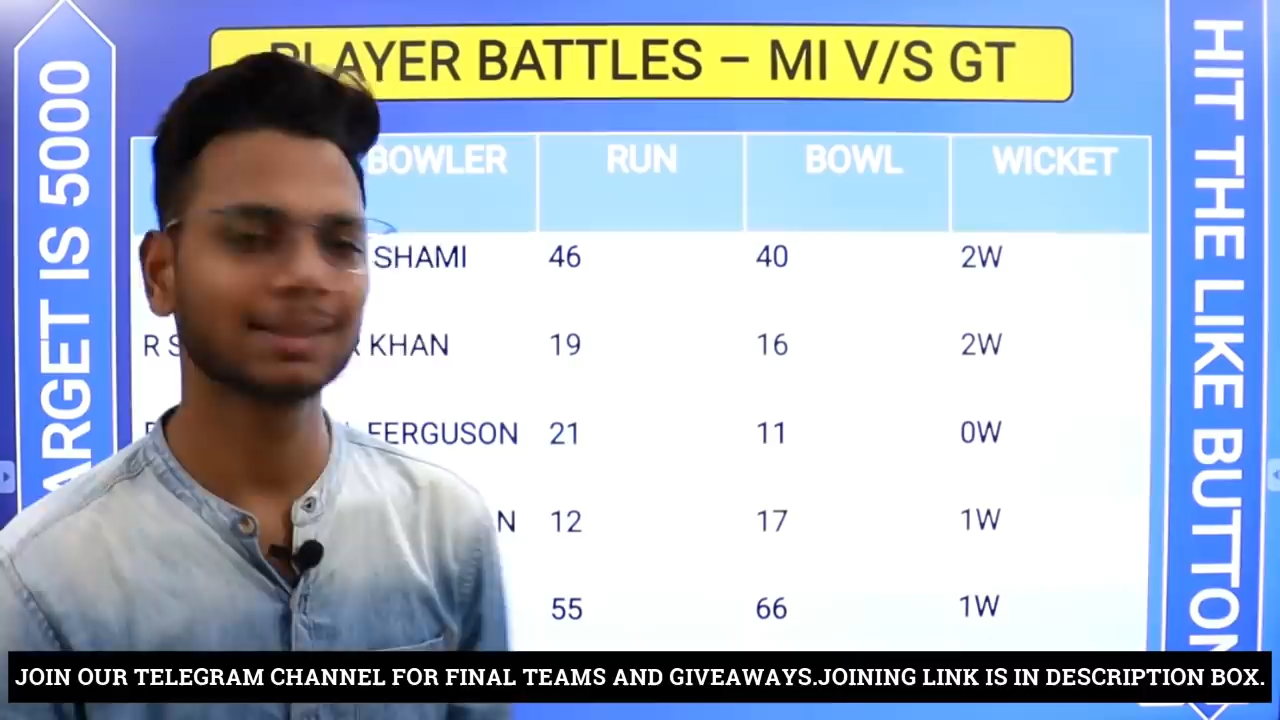 PLAYER BATTLES – MI V/S GT
BOWLER RUN BOWL WICKET
SHAMI 46 40 2W
R KHAN 19 16 2W
FERGUSON 21 11 0W
12 17 1W
55 66 1W
IS 5000
HIT THE LIKE BUTTON
JOIN OUR TELEGRAM CHANNEL FOR FINAL TEAMS AND GIVEAWAYS.JOINING LINK IS IN DESCRIPTION BOX.